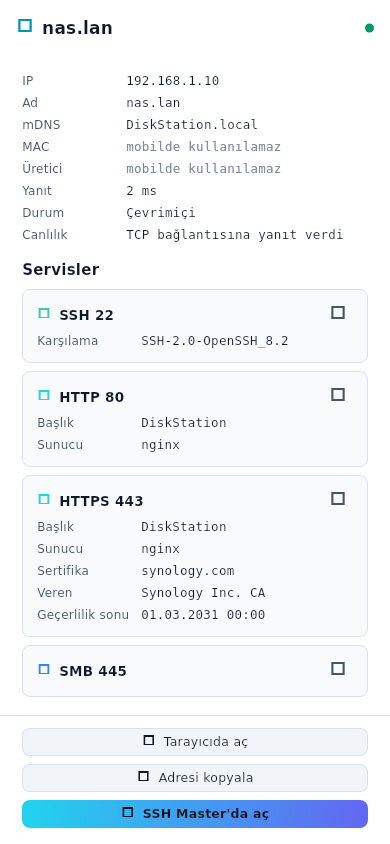 nas.lan
IP 192.168.1.10
Ad nas.lan
mDNS DiskStation.local
MAC mobilde kullanılamaz
Üretici mobilde kullanılamaz
Yanıt 2 ms
Durum Çevrimiçi
Canlılık TCP bağlantısına yanıt verdi
Servisler
SSH 22
Karşılama SSH-2.0-OpenSSH_8.2
HTTP 80
Başlık DiskStation
Sunucu nginx
HTTPS 443
Başlık DiskStation
Sunucu nginx
Sertifika synology.com
Veren Synology Inc. CA
Geçerlilik sonu 01.03.2031 00:00
SMB 445
Tarayıcıda aç
Adresi kopyala
SSH Master'da aç